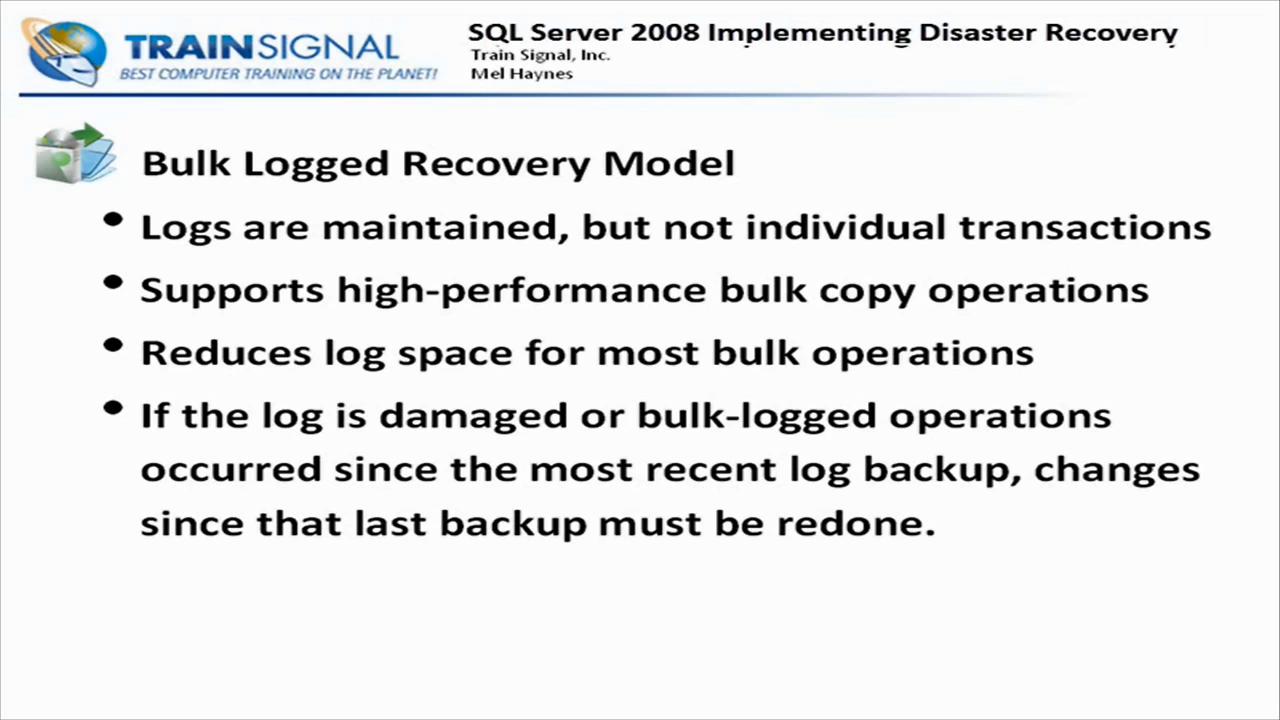 TRAINSIGNAL
BEST COMPUTER TRAINING ON THE PLANET!
SQL Server 2008 Implementing Disaster Recovery
Train Signal, Inc.
Mel Haynes
Bulk Logged Recovery Model
• Logs are maintained, but not individual transactions
• Supports high-performance bulk copy operations
• Reduces log space for most bulk operations
• If the log is damaged or bulk-logged operations
occurred since the most recent log backup, changes
since that last backup must be redone.